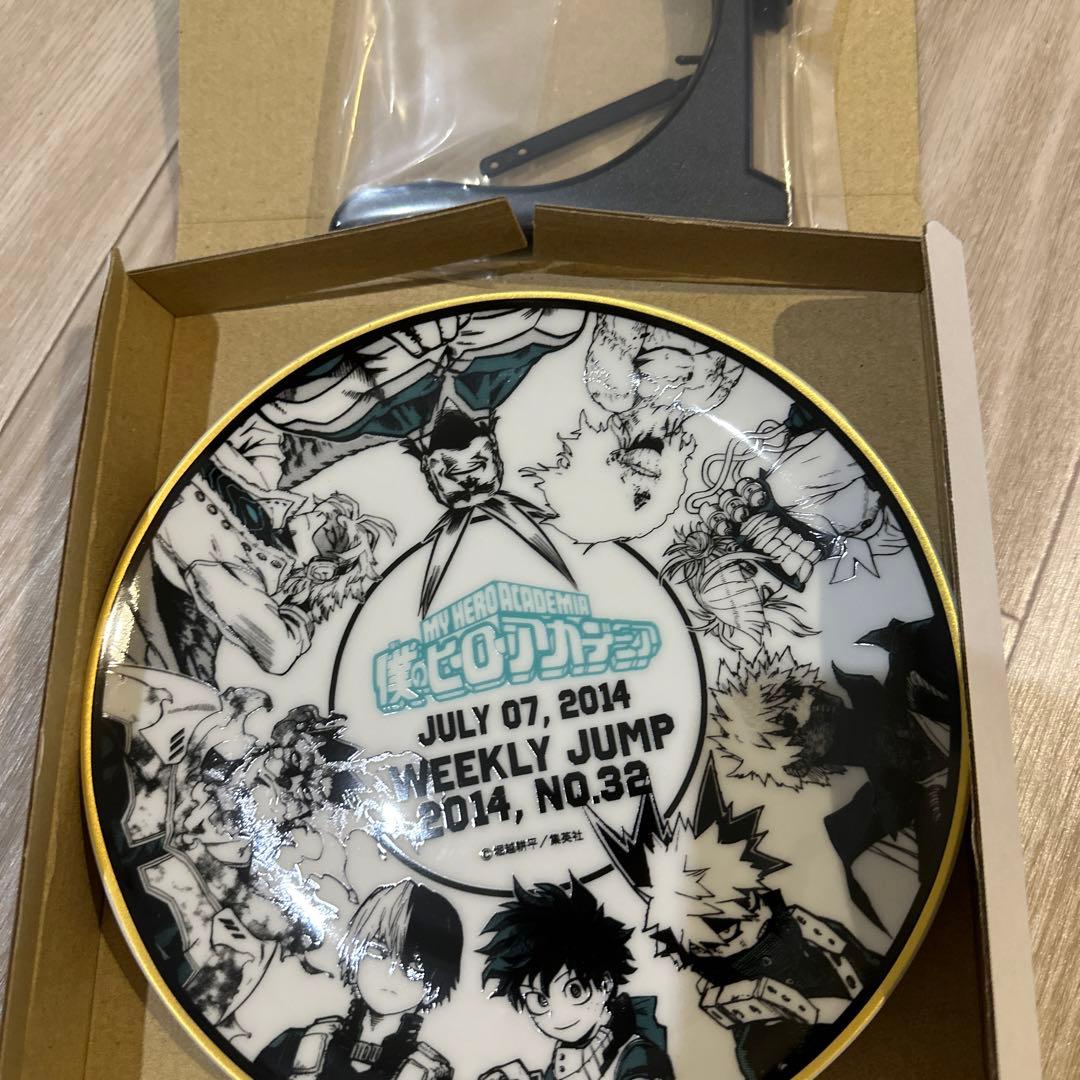 MY HERO ACADEMIA
僕のヒーローアカデミア
JULY 07, 2014
WEEKLY JUMP
2014, NO.32
©堀越耕平／集英社